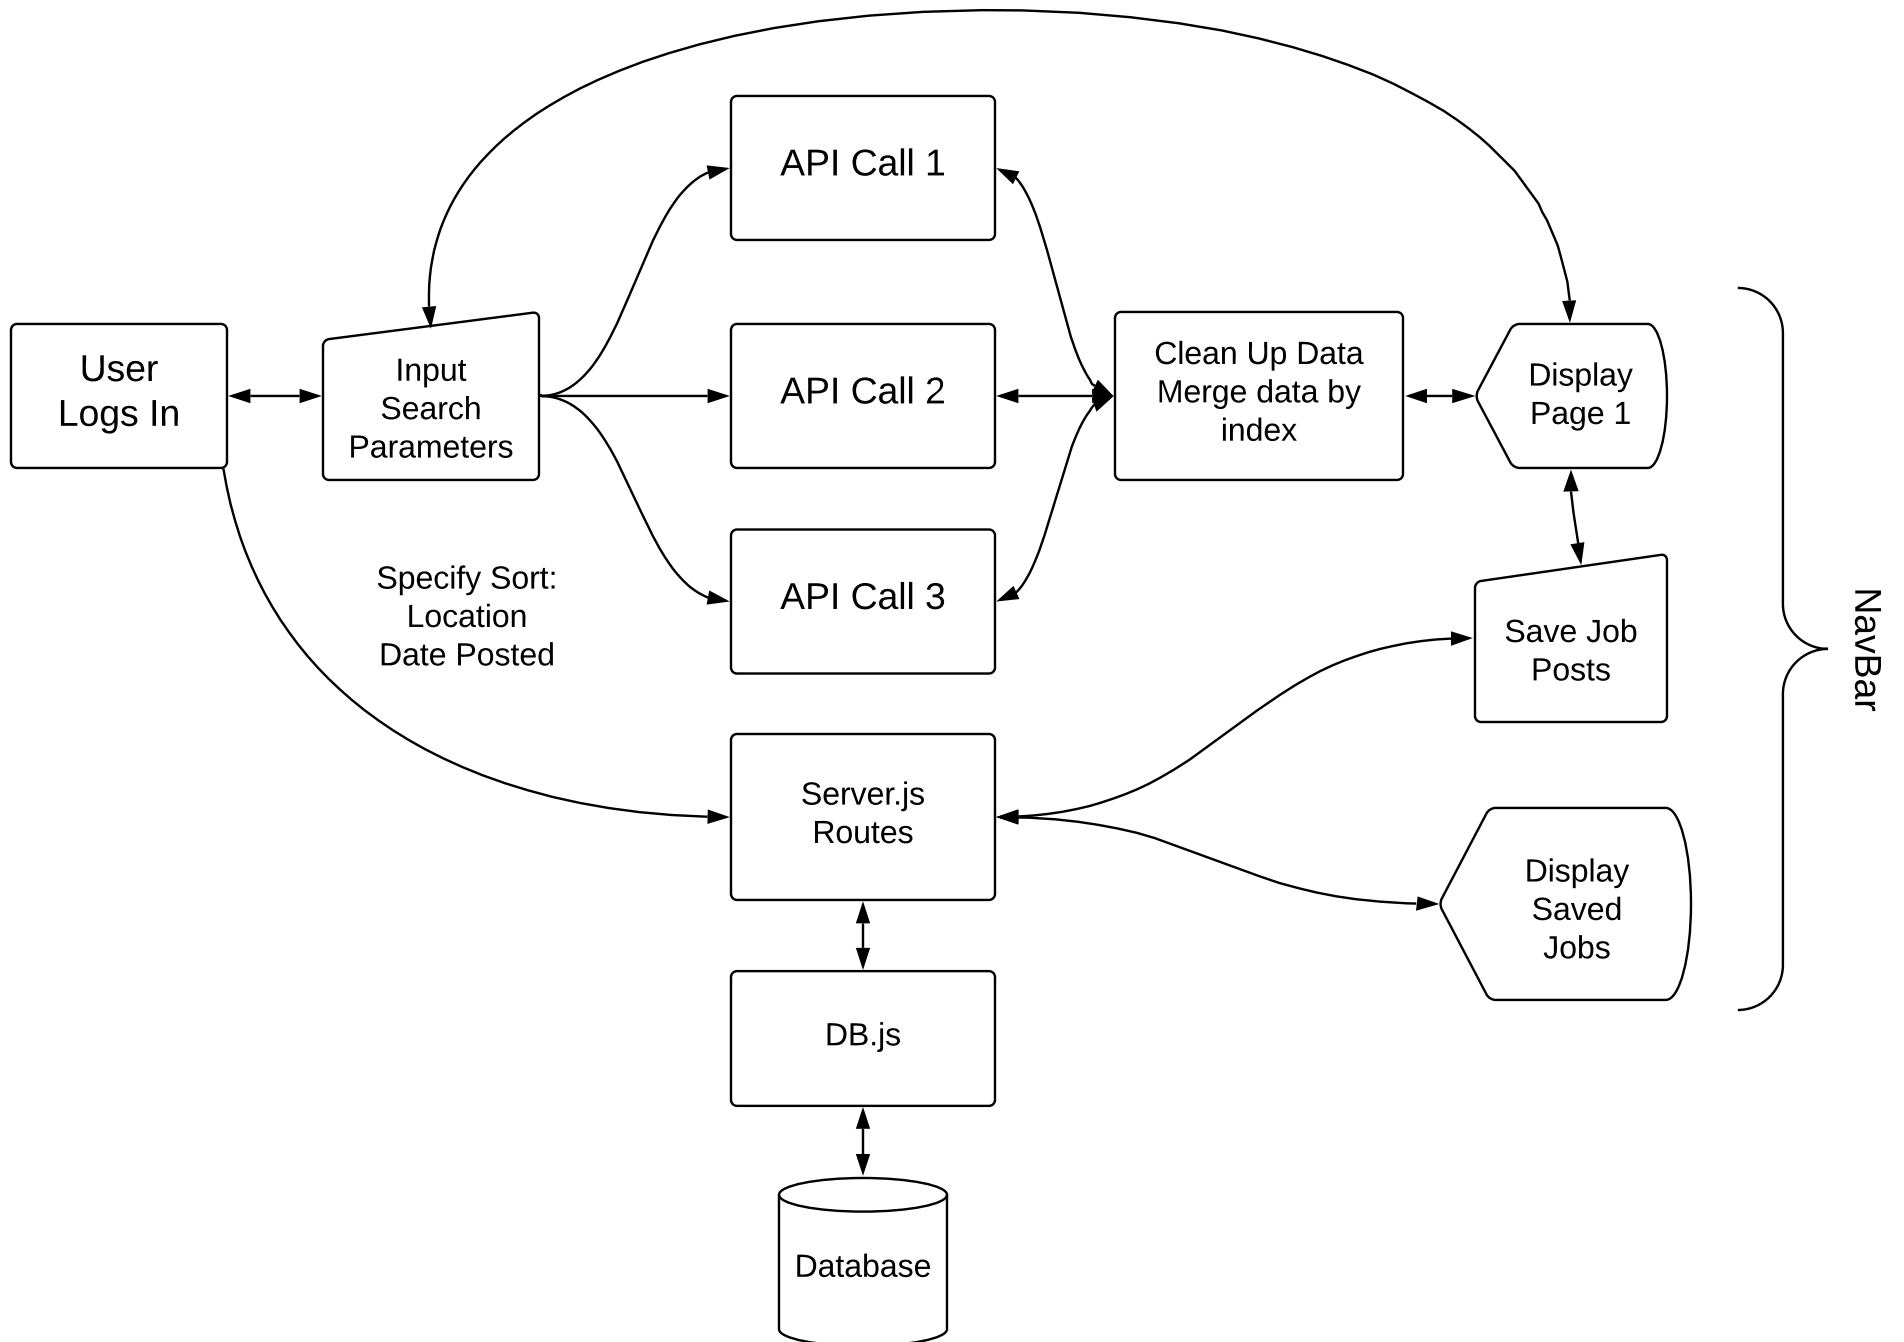 User
Logs In
Input
Search
Parameters
Specify Sort:
Location
Date Posted
API Call 1
API Call 2
API Call 3
Clean Up Data
Merge data by
index
Display
Page 1
Save Job
Posts
Server.js
Routes
Display
Saved
Jobs
DB.js
Database
NavBar